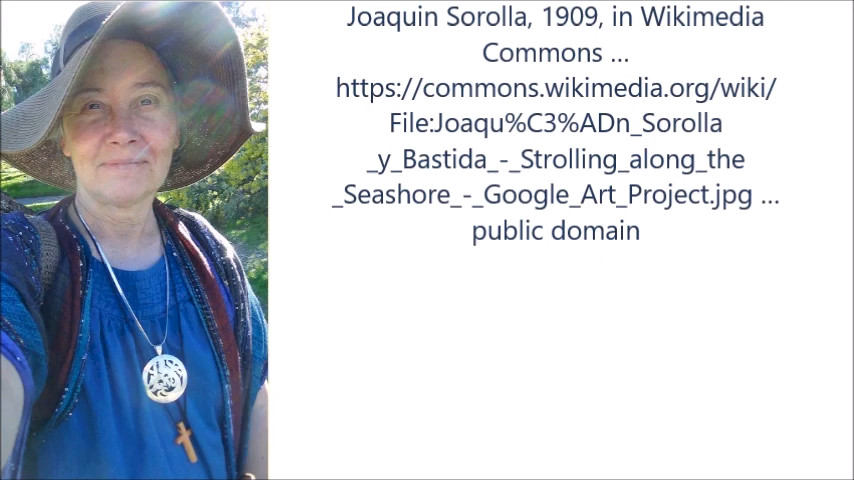 Joaquin Sorolla, 1909, in Wikimedia
Commons ...
https://commons.wikimedia.org/wiki/
File:Joaqu%C3%ADn_Sorolla
_y_Bastida_-_Strolling_along_the
_Seashore_-_Google_Art_Project.jpg ...
public domain